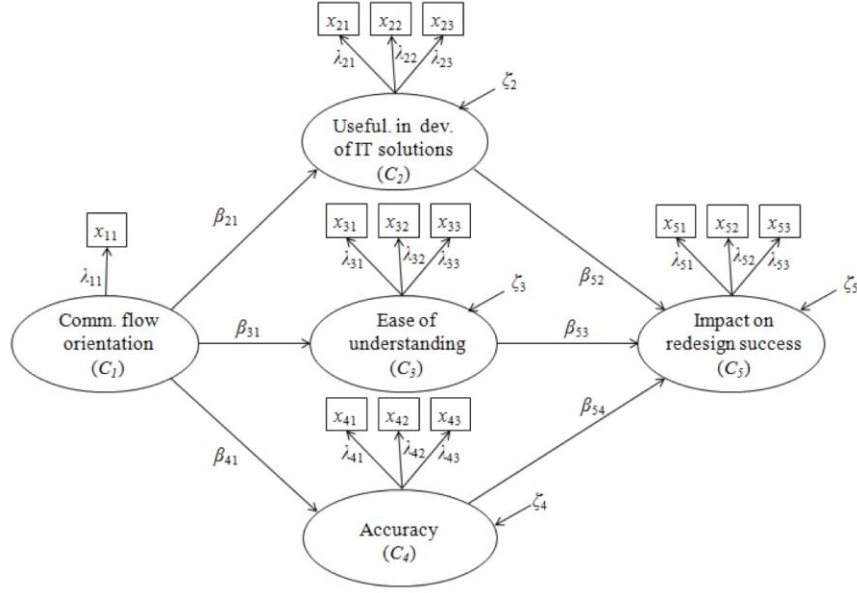 x₂₁ x₂₂ x₂₃
λ₂₁ λ₂₂ λ₂₃
ζ₂
Useful. in dev.
of IT solutions
(C₂)
β₂₁
x₁₁
λ₁₁
x₃₁ x₃₂ x₃₃
λ₃₁ λ₃₂ λ₃₃
ζ₃
β₅₂
x₅₁ x₅₂ x₅₃
λ₅₁ λ₅₂ λ₅₃
ζ₅
Comm. flow
orientation
(C₁)
β₃₁
Ease of
understanding
(C₃)
β₅₃
Impact on
redesign success
(C₅)
β₄₁
x₄₁ x₄₂ x₄₃
λ₄₁ λ₄₂ λ₄₃
β₅₄
ζ₄
Accuracy
(C₄)